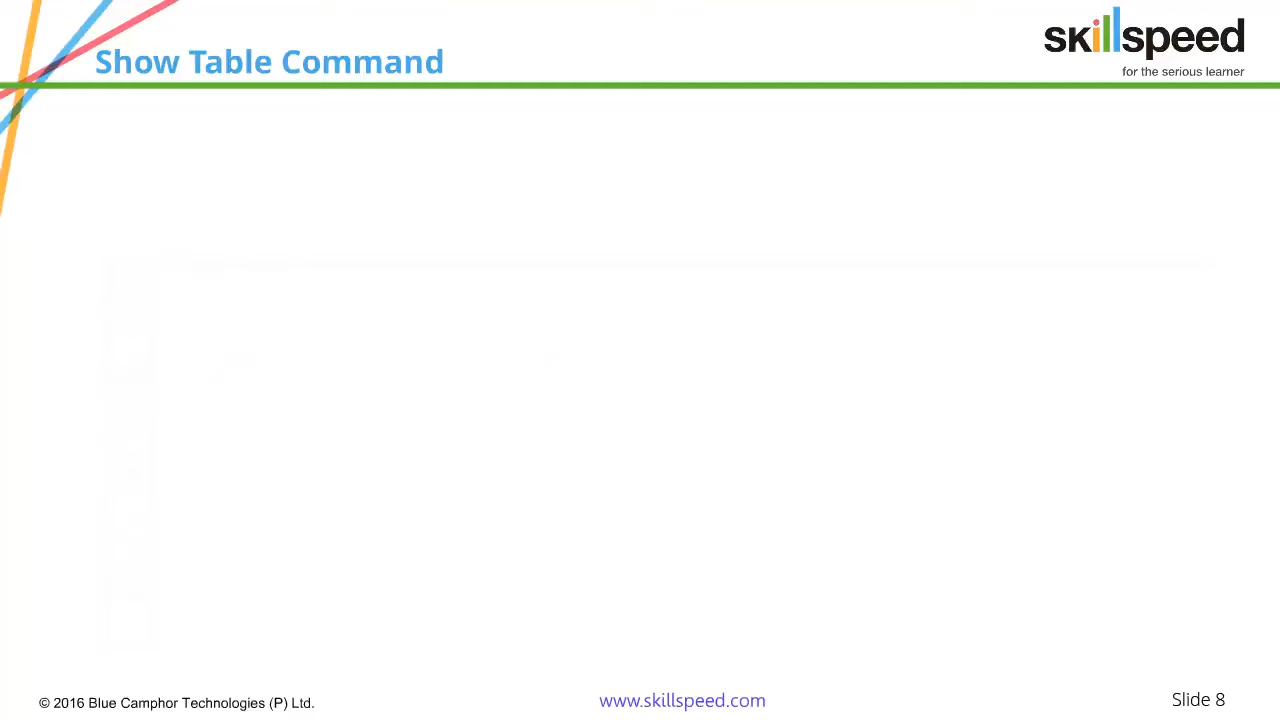 Show Table Command
skillspeed
for the serious learner
© 2016 Blue Camphor Technologies (P) Ltd.
www.skillspeed.com
Slide 8